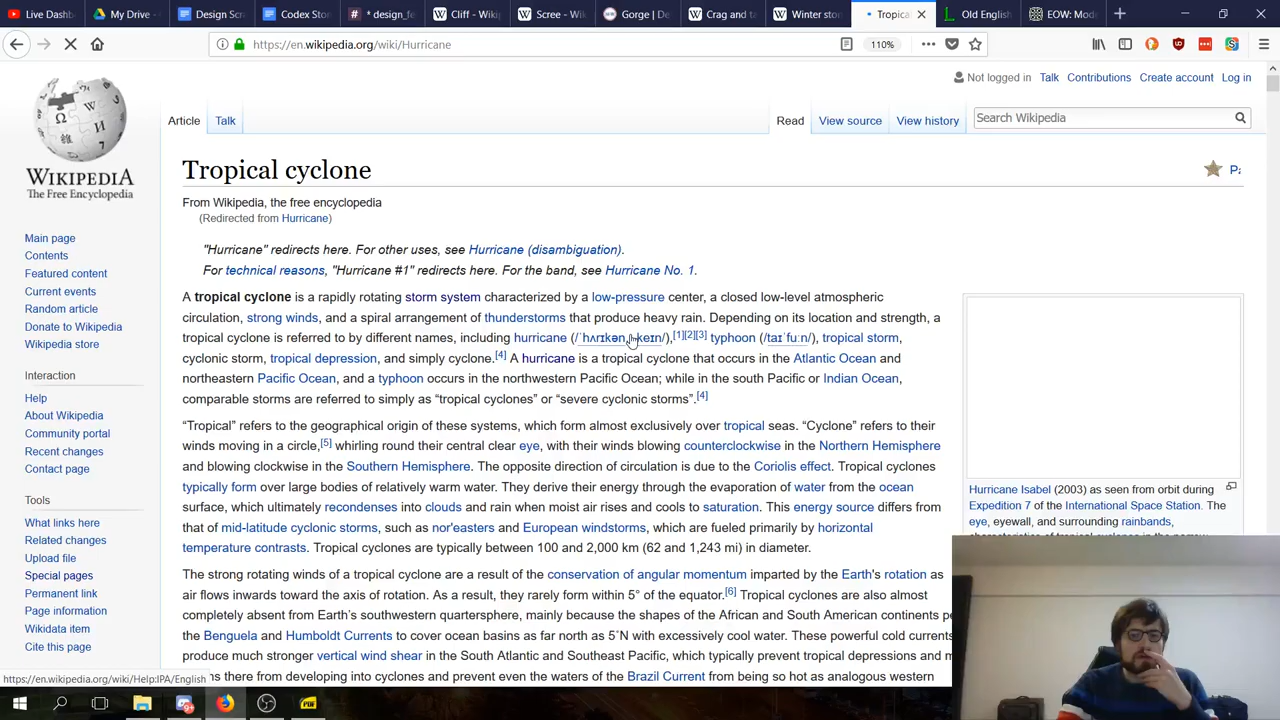 Live Dashb
My Drive -
Design Scra
Codex Stor
* design_fe
Cliff - Wiki
Scree - Wik
Gorge | De
Crag and ta
Winter stor
Tropical
Old English
EOW: Mode
https://en.wikipedia.org/wiki/Hurricane
110%
Not logged in Talk Contributions Create account Log in
Article Talk
Read View source View history
Search Wikipedia
WIKIPEDIA
The Free Encyclopedia
Main page
Contents
Featured content
Current events
Random article
Donate to Wikipedia
Wikipedia store
Interaction
Help
About Wikipedia
Community portal
Recent changes
Contact page
Tools
What links here
Related changes
Upload file
Special pages
Permanent link
Page information
Wikidata item
Cite this page
Tropical cyclone
From Wikipedia, the free encyclopedia
(Redirected from Hurricane)
"Hurricane" redirects here. For other uses, see Hurricane (disambiguation).
For technical reasons, "Hurricane #1" redirects here. For the band, see Hurricane No. 1.
A tropical cyclone is a rapidly rotating storm system characterized by a low-pressure center, a closed low-level atmospheric
circulation, strong winds, and a spiral arrangement of thunderstorms that produce heavy rain. Depending on its location and strength, a
tropical cyclone is referred to by different names, including hurricane (/ˈhʌrɪkən, -keɪn/),[1][2][3] typhoon (/taɪˈfuːn/), tropical storm,
cyclonic storm, tropical depression, and simply cyclone.[4] A hurricane is a tropical cyclone that occurs in the Atlantic Ocean and
northeastern Pacific Ocean, and a typhoon occurs in the northwestern Pacific Ocean; while in the south Pacific or Indian Ocean,
comparable storms are referred to simply as “tropical cyclones” or “severe cyclonic storms”.[4]
“Tropical” refers to the geographical origin of these systems, which form almost exclusively over tropical seas. “Cyclone” refers to their
winds moving in a circle,[5] whirling round their central clear eye, with their winds blowing counterclockwise in the Northern Hemisphere
and blowing clockwise in the Southern Hemisphere. The opposite direction of circulation is due to the Coriolis effect. Tropical cyclones
typically form over large bodies of relatively warm water. They derive their energy through the evaporation of water from the ocean
surface, which ultimately recondenses into clouds and rain when moist air rises and cools to saturation. This energy source differs from
that of mid-latitude cyclonic storms, such as nor'easters and European windstorms, which are fueled primarily by horizontal
temperature contrasts. Tropical cyclones are typically between 100 and 2,000 km (62 and 1,243 mi) in diameter.
The strong rotating winds of a tropical cyclone are a result of the conservation of angular momentum imparted by the Earth's rotation as
air flows inwards toward the axis of rotation. As a result, they rarely form within 5° of the equator.[6] Tropical cyclones are also almost
completely absent from Earth’s southwestern quartersphere, mainly because the shapes of the African and South American continents
the Benguela and Humboldt Currents to cover ocean basins as far north as 5˚N with excessively cool water. These powerful cold currents
produce much stronger vertical wind shear in the South Atlantic and Southeast Pacific, which typically prevent tropical depressions and
there from developing into cyclones and prevent even the waters of the Brazil Current from being so hot as analogous western
Hurricane Isabel (2003) as seen from orbit during
Expedition 7 of the International Space Station. The
eye, eyewall, and surrounding rainbands,
https://en.wikipedia.org/wiki/Help:IPA/English